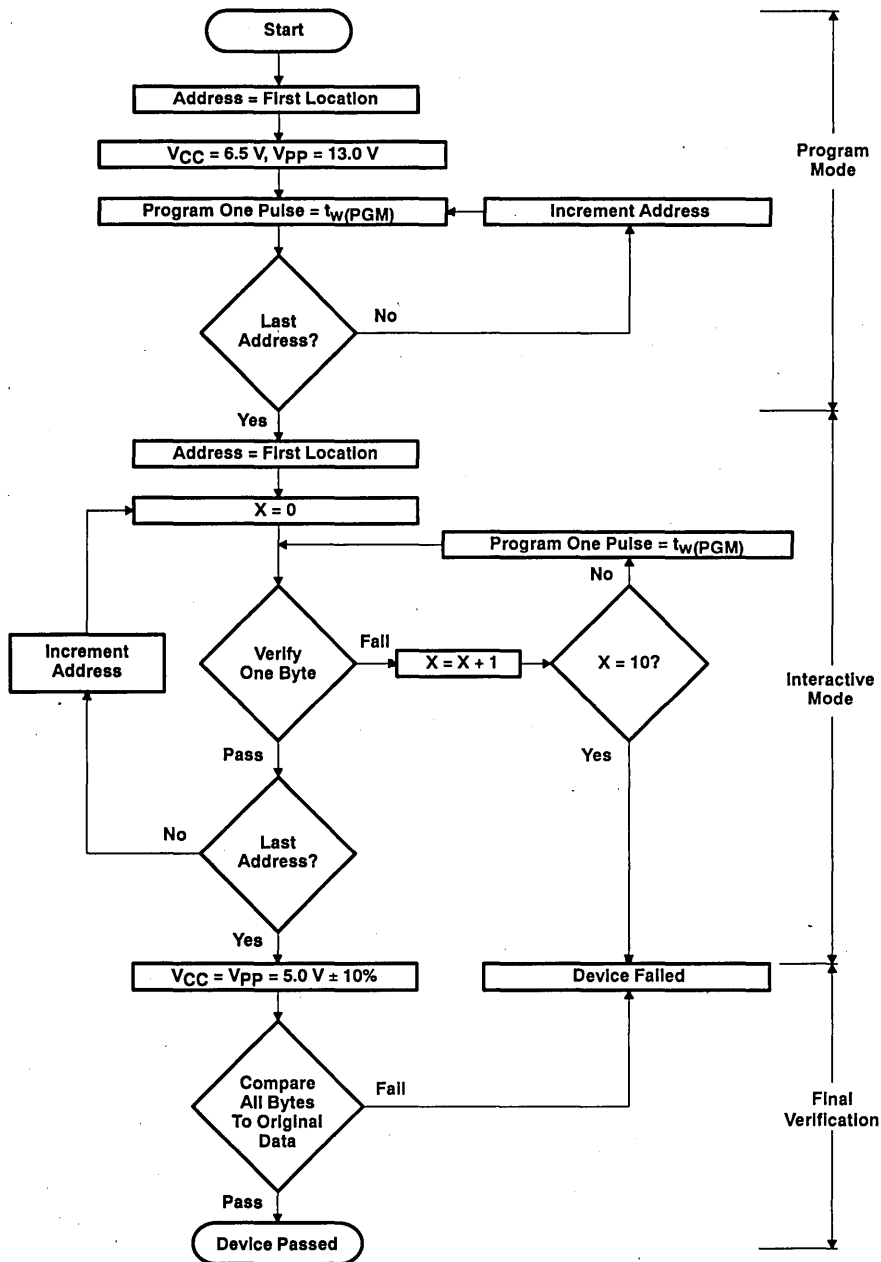 Start
Address = First Location
VCC = 6.5 V, VPP = 13.0 V
Program
Mode
Program One Pulse = tw(PGM)
Increment Address
Last
Address?
No
Yes
Address = First Location
X = 0
Program One Pulse = tw(PGM)
No
Increment
Address
Verify
One Byte
Fail
X = X + 1
X = 10?
Interactive
Mode
Pass
Yes
No
Last
Address?
Yes
VCC = VPP = 5.0 V ± 10%
Device Failed
Compare
All Bytes
To Original
Data
Fail
Final
Verification
Pass
Device Passed